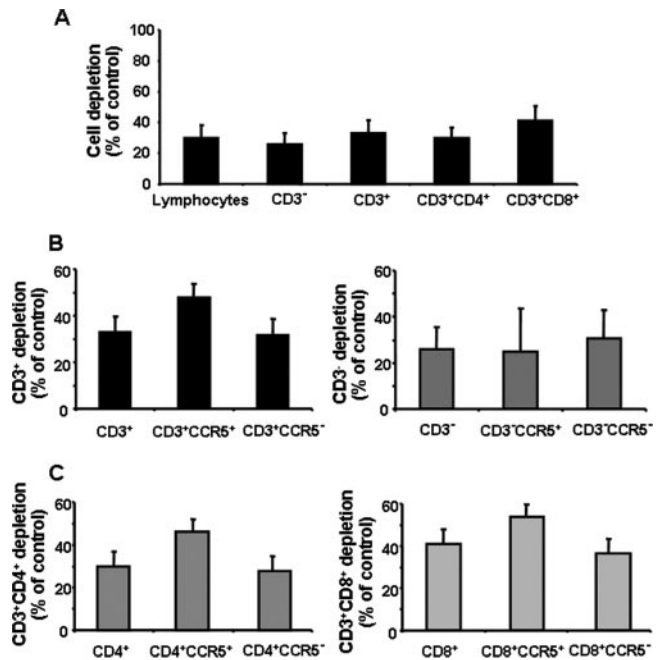 A
Cell depletion
(% of control)
100
80
60
40
20
0
Lymphocytes CD3⁻ CD3⁺ CD3⁺CD4⁺ CD3⁺CD8⁺
B
CD3⁺ depletion
(% of control)
60
40
20
0
CD3⁺ CD3⁺CCR5⁺ CD3⁺CCR5⁻
CD3⁻ depletion
(% of control)
60
40
20
0
CD3⁻ CD3⁻CCR5⁺ CD3⁻CCR5⁻
C
CD3⁺CD4⁺ depletion
(% of control)
60
40
20
0
CD4⁺ CD4⁺CCR5⁺ CD4⁺CCR5⁻
CD3⁺CD8⁺ depletion
(% of control)
60
40
20
0
CD8⁺ CD8⁺CCR5⁺ CD8⁺CCR5⁻